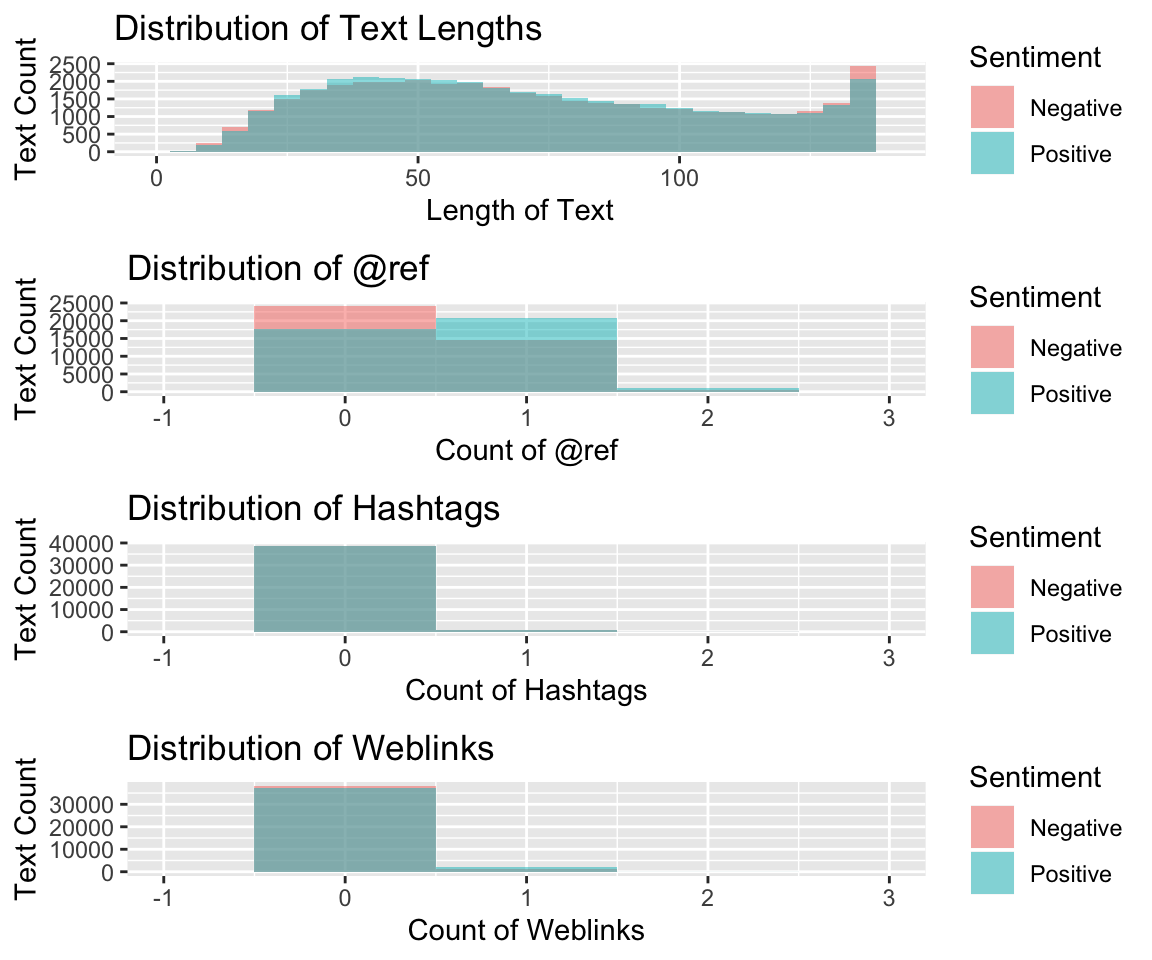 Distribution of Text Lengths
Text Count
2500
2000
1500
1000
500
0
0 50 100
Length of Text
Sentiment
Negative
Positive
Distribution of @ref
Text Count
25000
20000
15000
10000
5000
0
-1 0 1 2 3
Count of @ref
Sentiment
Negative
Positive
Distribution of Hashtags
Text Count
40000
30000
20000
10000
0
-1 0 1 2 3
Count of Hashtags
Sentiment
Negative
Positive
Distribution of Weblinks
Text Count
30000
20000
10000
0
-1 0 1 2 3
Count of Weblinks
Sentiment
Negative
Positive